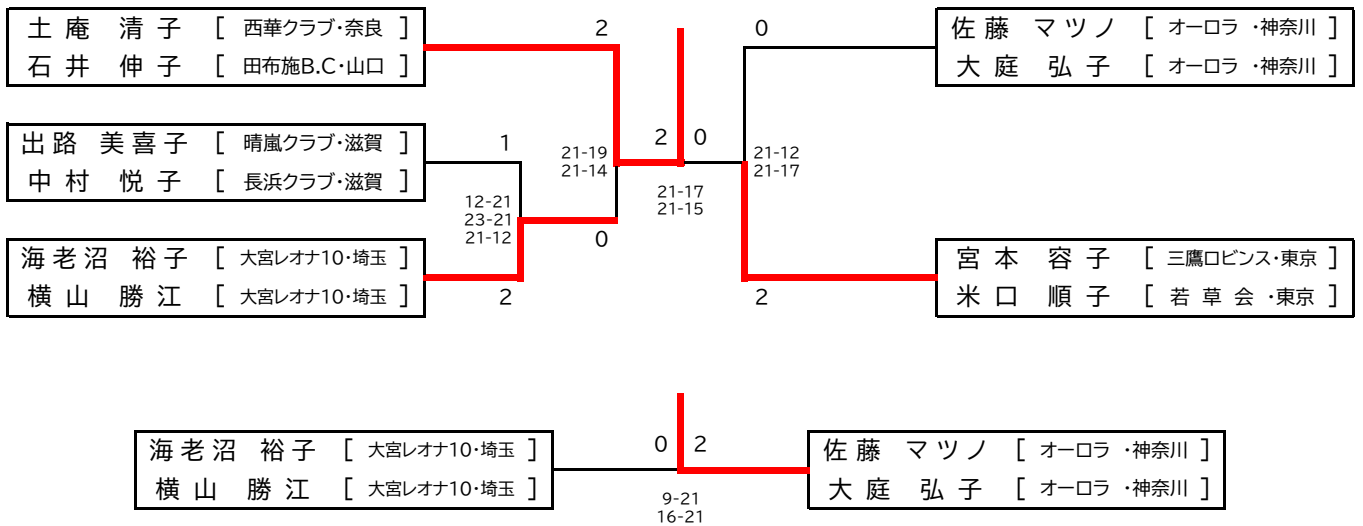 土 庵 清 子 [ 西華クラブ・奈良 ]
石 井 伸 子 [ 田布施B.C・山口 ]
2
0
佐 藤 マ ツ ノ [ オーロラ ・神奈川 ]
大 庭 弘 子 [ オーロラ ・神奈川 ]
出 路 美 喜 子 [ 晴嵐クラブ・滋賀 ]
中 村 悦 子 [ 長浜クラブ・滋賀 ]
1
21-19
21-14
2
0
21-12
21-17
12-21
23-21
21-12
21-17
21-15
海 老 沼 裕 子 [ 大宮レオナ10・埼玉 ]
横 山 勝 江 [ 大宮レオナ10・埼玉 ]
0
2
2
宮 本 容 子 [ 三鷹ロビンス・東京 ]
米 口 順 子 [ 若 草 会 ・東京 ]
海 老 沼 裕 子 [ 大宮レオナ10・埼玉 ]
横 山 勝 江 [ 大宮レオナ10・埼玉 ]
0
2
佐 藤 マ ツ ノ [ オーロラ ・神奈川 ]
大 庭 弘 子 [ オーロラ ・神奈川 ]
9-21
16-21